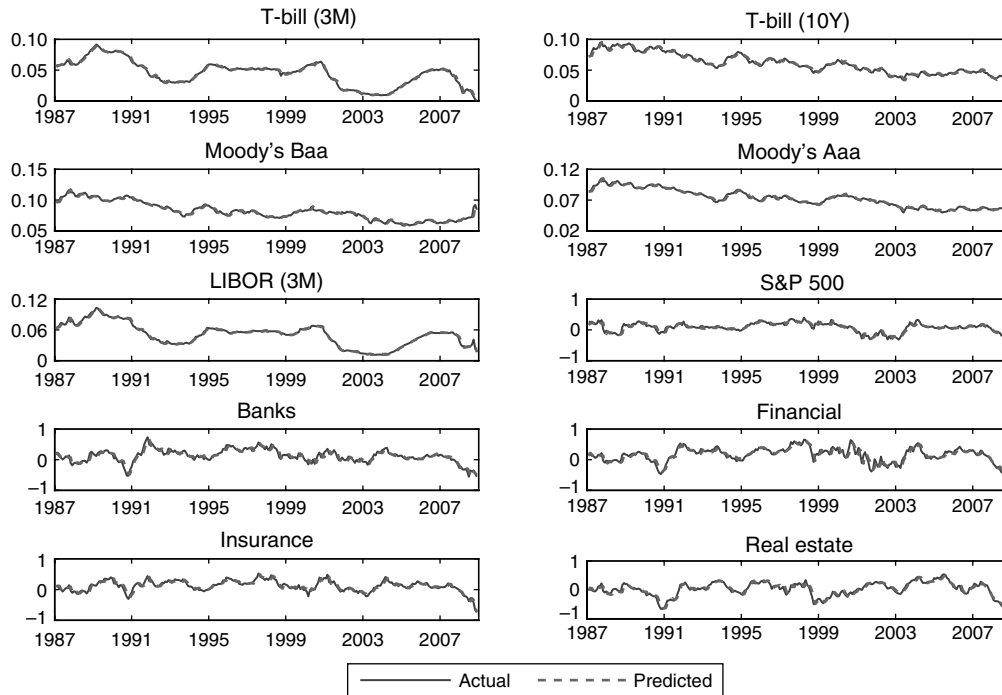 T-bill (3M)
0.10
0.05
0
1987 1991 1995 1999 2003 2007
T-bill (10Y)
0.10
0.05
0
1987 1991 1995 1999 2003 2007
Moody's Baa
0.15
0.10
0.05
1987 1991 1995 1999 2003 2007
Moody's Aaa
0.12
0.07
0.02
1987 1991 1995 1999 2003 2007
LIBOR (3M)
0.12
0.06
0
1987 1991 1995 1999 2003 2007
S&P 500
1
0
−1
1987 1991 1995 1999 2003 2007
Banks
1
0
−1
1987 1991 1995 1999 2003 2007
Financial
1
0
−1
1987 1991 1995 1999 2003 2007
Insurance
1
0
−1
1987 1991 1995 1999 2003 2007
Real estate
1
0
−1
1987 1991 1995 1999 2003 2007
Actual Predicted